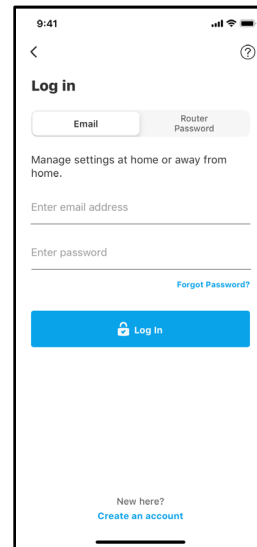 9:41
?
Log in
Email
Router
Password
Manage settings at home or away from
home.
Enter email address
Enter password
Forgot Password?
Log In
New here?
Create an account